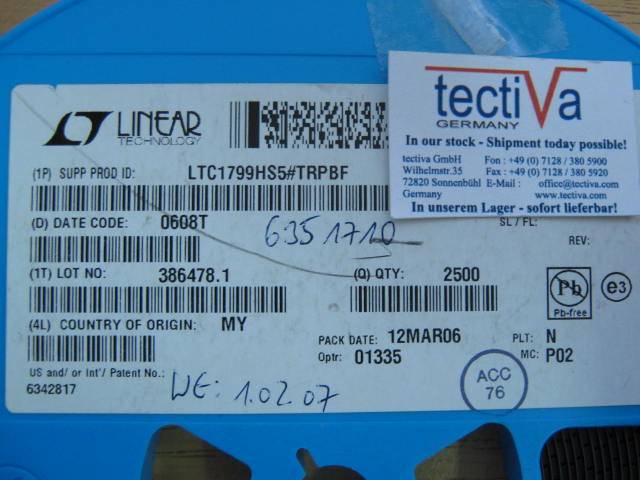 LT LINEAR
TECHNOLOGY
(1P) SUPP PROD ID: LTC1799HS5#TRPBF
(D) DATE CODE: 0608T
6351710
(1T) LOT NO: 386478.1
(Q) QTY: 2500
(4L) COUNTRY OF ORIGIN: MY
PACK DATE: 12MAR06
Optr: 01335
PLT: N
MC: P02
US and/ or Int'/ Patent No.:
6342817
WE: 1.02.07
ACC
76
SL / FL:
REV:
Pb
Pb-free
e3
tectiVa
GERMANY
In our stock - Shipment today possible!
tectiva GmbH Fon : +49 (0) 7128 / 380 5900
Wilhelmstr.35 Fax : +49 (0) 7128 / 380 5920
72820 Sonnenbühl E-Mail : office@tectiva.com
Germany www.tectiva.com
In unserem Lager - sofort lieferbar!